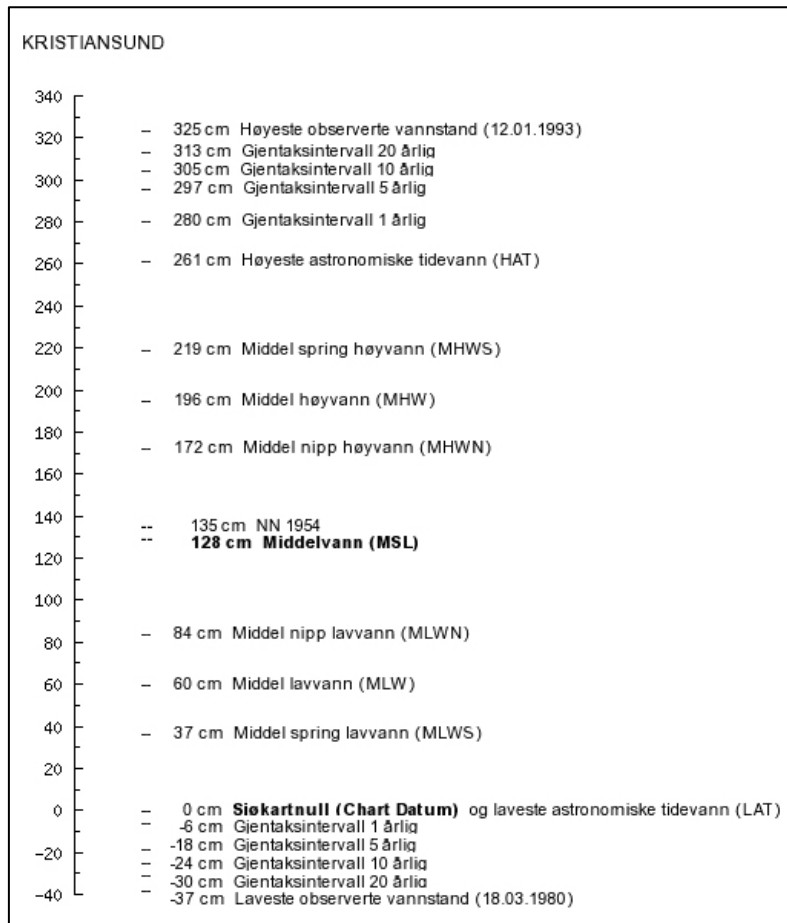 KRISTIANSUND
340
320
300
280
260
240
220
200
180
160
140
120
100
80
60
40
20
0
−20
−40
325 cm Høyeste observerte vannstand (12.01.1993)
313 cm Gjentaksintervall 20 årlig
305 cm Gjentaksintervall 10 årlig
297 cm Gjentaksintervall 5 årlig
280 cm Gjentaksintervall 1 årlig
261 cm Høyeste astronomiske tidevann (HAT)
219 cm Middel spring høyvann (MHWS)
196 cm Middel høyvann (MHW)
172 cm Middel nipp høyvann (MHWN)
135 cm NN 1954
128 cm Middelvann (MSL)
84 cm Middel nipp lavvann (MLWN)
60 cm Middel lavvann (MLW)
37 cm Middel spring lavvann (MLWS)
0 cm Sjøkartnull (Chart Datum) og laveste astronomiske tidevann (LAT)
-6 cm Gjentaksintervall 1 årlig
-18 cm Gjentaksintervall 5 årlig
-24 cm Gjentaksintervall 10 årlig
-30 cm Gjentaksintervall 20 årlig
-37 cm Laveste observerte vannstand (18.03.1980)